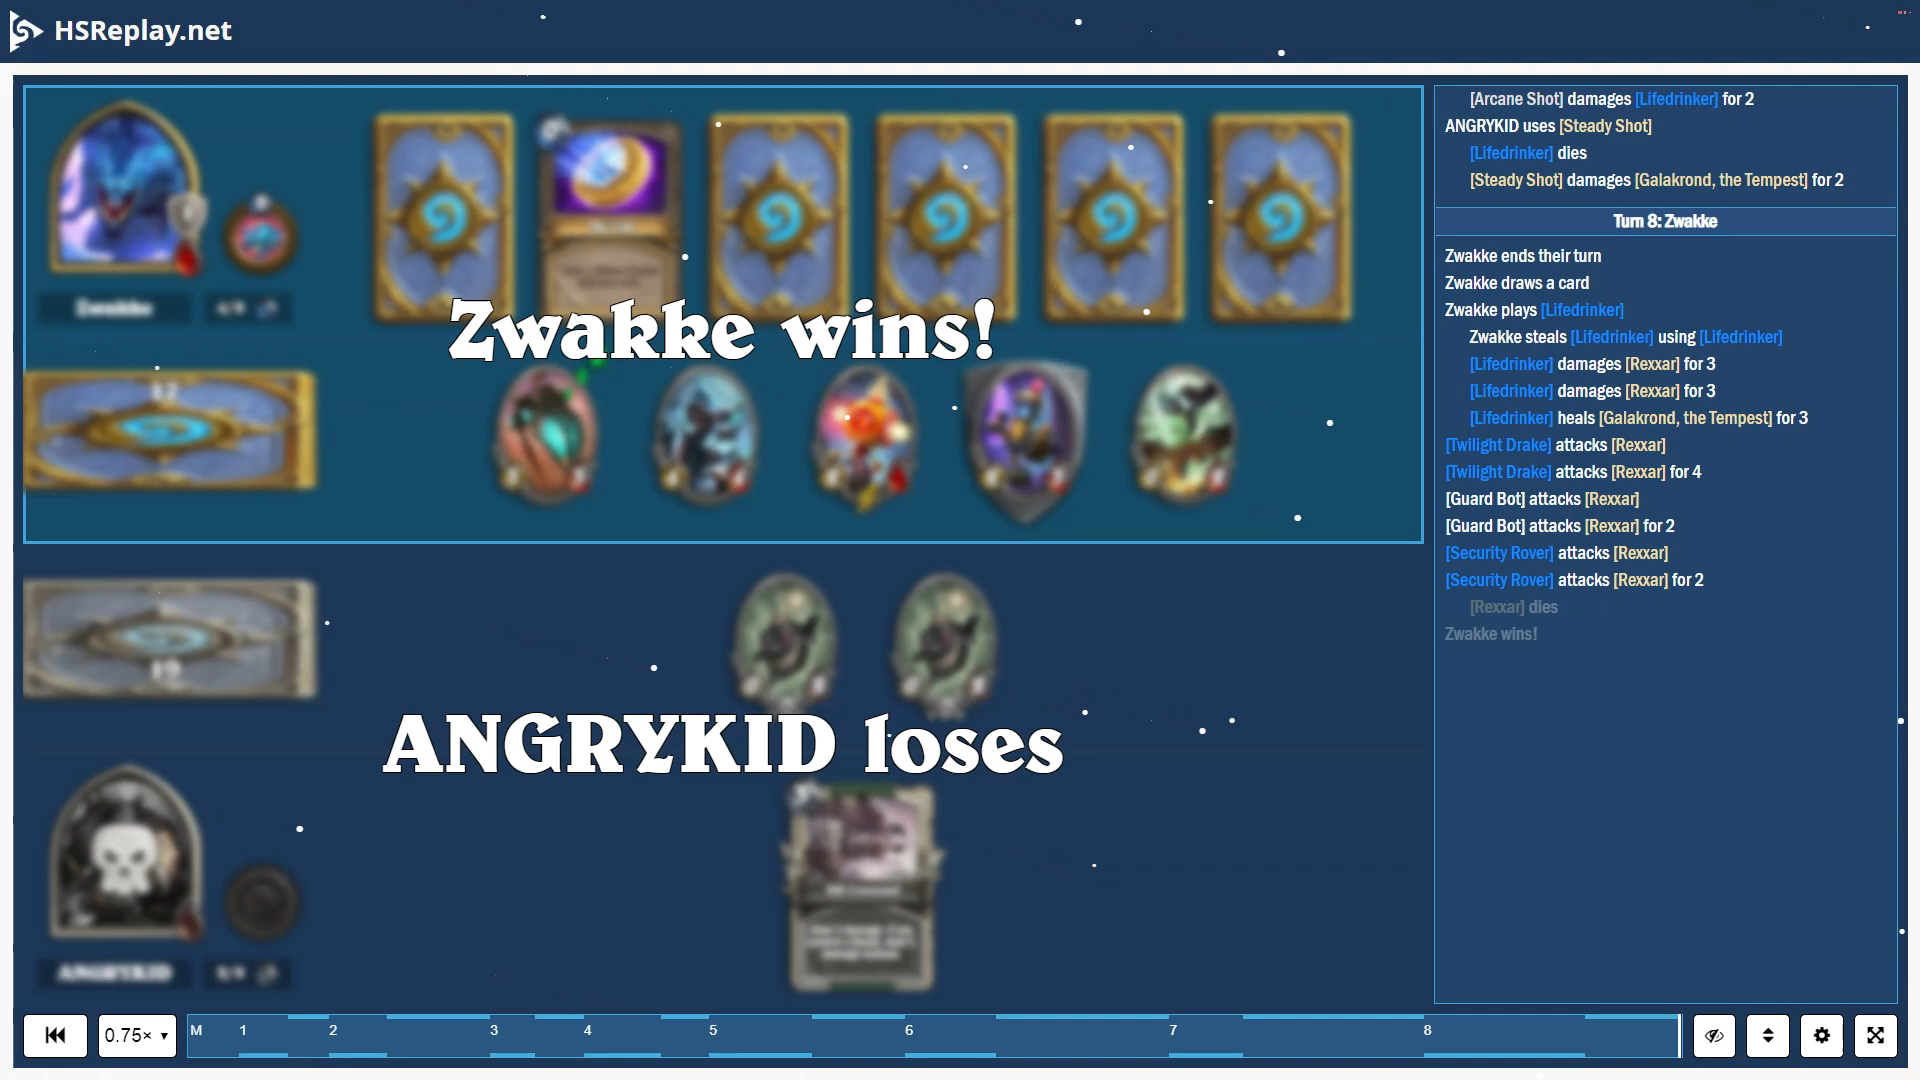 HSReplay.net
Zwakke wins!
ANGRYKID loses
Zwakke
ANGRYKID
[Arcane Shot] damages [Lifedrinker] for 2
ANGRYKID uses [Steady Shot]
[Lifedrinker] dies
[Steady Shot] damages [Galakrond, the Tempest] for 2
Turn 8: Zwakke
Zwakke ends their turn
Zwakke draws a card
Zwakke plays [Lifedrinker]
Zwakke steals [Lifedrinker] using [Lifedrinker]
[Lifedrinker] damages [Rexxar] for 3
[Lifedrinker] damages [Rexxar] for 3
[Lifedrinker] heals [Galakrond, the Tempest] for 3
[Twilight Drake] attacks [Rexxar]
[Twilight Drake] attacks [Rexxar] for 4
[Guard Bot] attacks [Rexxar]
[Guard Bot] attacks [Rexxar] for 2
[Security Rover] attacks [Rexxar]
[Security Rover] attacks [Rexxar] for 2
[Rexxar] dies
Zwakke wins!
0.75×
M 1 2 3 4 5 6 7 8